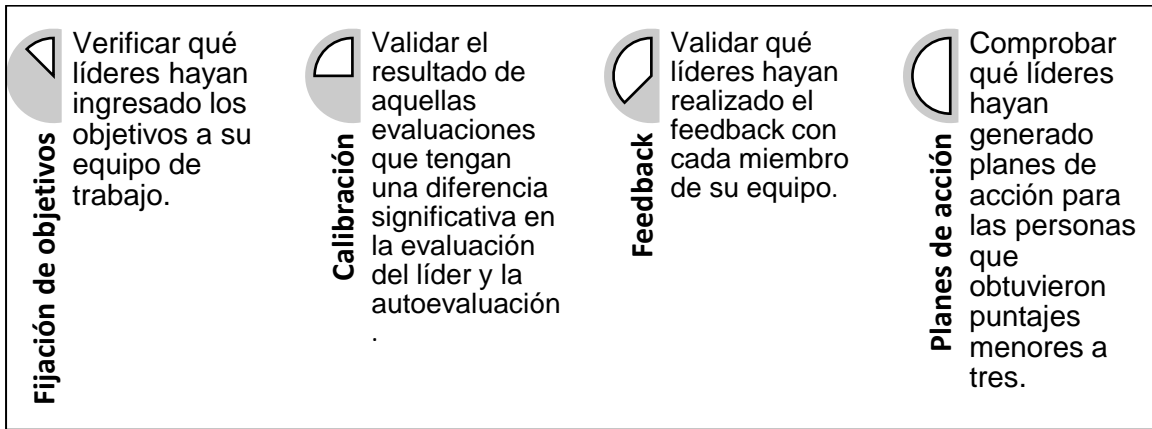 Fijación de objetivos
Verificar qué
líderes hayan
ingresado los
objetivos a su
equipo de
trabajo.
Calibración
Validar el
resultado de
aquellas
evaluaciones
que tengan
una diferencia
significativa en
la evaluación
del líder y la
autoevaluación
.
Feedback
Validar qué
líderes hayan
realizado el
feedback con
cada miembro
de su equipo.
Planes de acción
Comprobar
qué líderes
hayan
generado
planes de
acción para
las personas
que
obtuvieron
puntajes
menores a
tres.